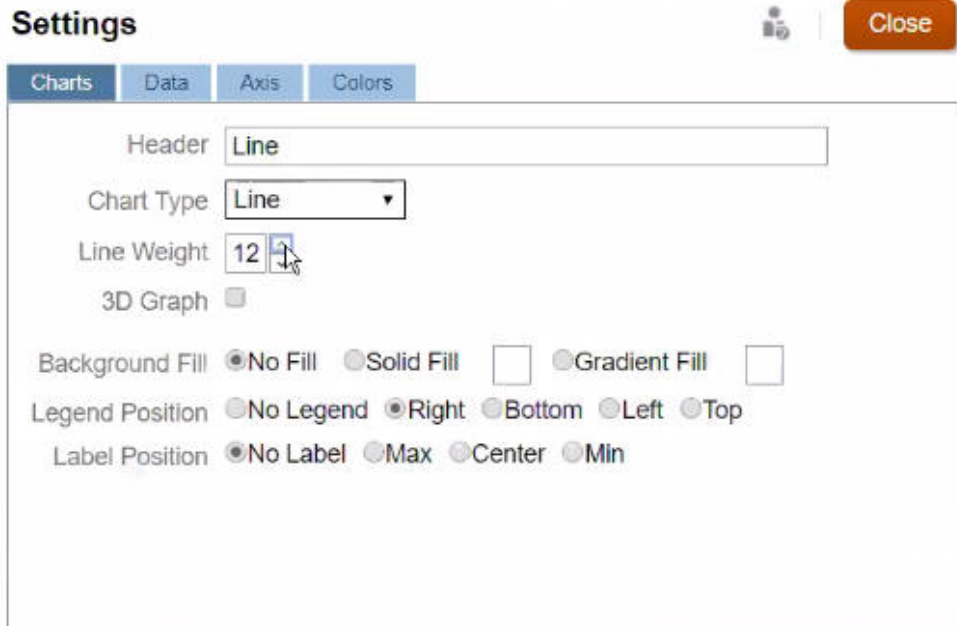 Settings Close
Charts Data Axis Colors
Header Line
Chart Type Line
Line Weight 12
3D Graph
Background Fill No Fill Solid Fill Gradient Fill
Legend Position No Legend Right Bottom Left Top
Label Position No Label Max Center Min